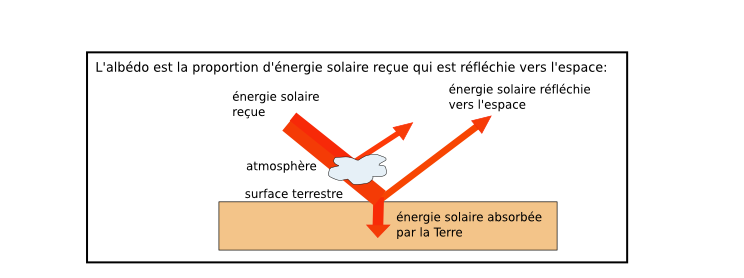 L'albédo est la proportion d'énergie solaire reçue qui est réfléchie vers l'espace:
énergie solaire
reçue
énergie solaire réfléchie
vers l'espace
atmosphère
surface terrestre
énergie solaire absorbée
par la Terre